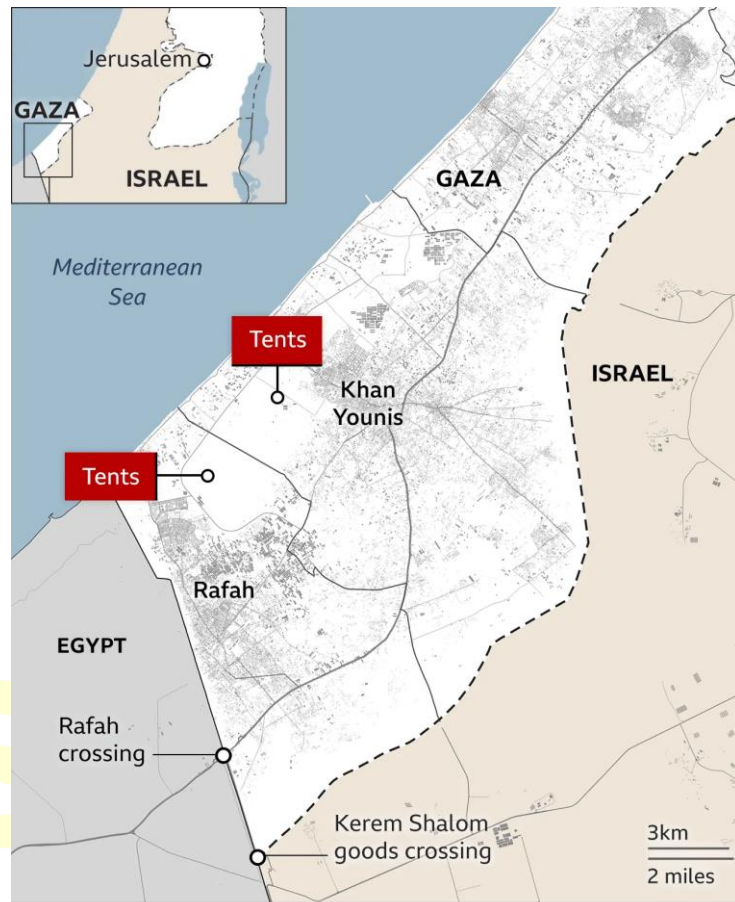 Jerusalem
GAZA
ISRAEL
GAZA
Mediterranean
Sea
Tents
Khan
Younis
ISRAEL
Tents
Rafah
EGYPT
Rafah
crossing
Kerem Shalom
goods crossing
3km
2 miles